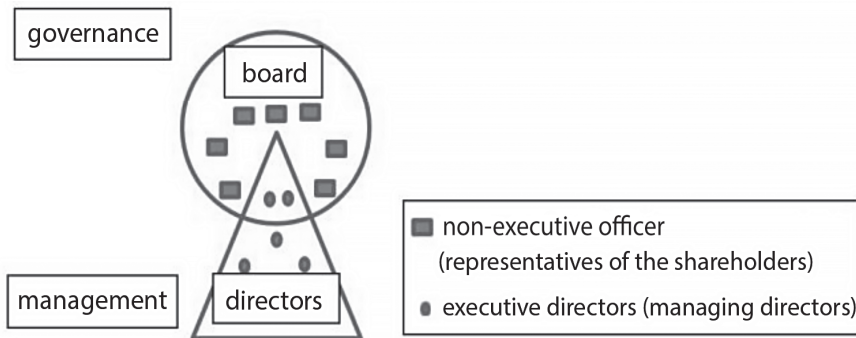 governance
board
non-executive officer
(representatives of the shareholders)
management
directors
executive directors (managing directors)